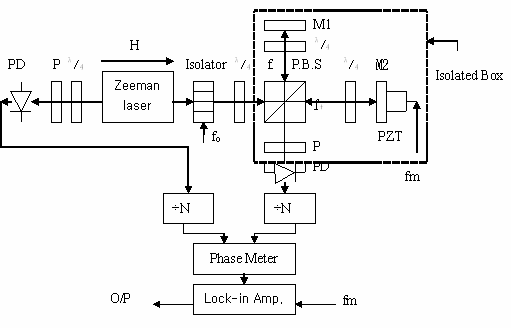 M1
H
λ/4
PD
P
λ/4
Isolator
λ/4
f
P.B.S
λ/4
M2
Isolated Box
Zeeman
laser
f₀
PZT
P
fm
PD
÷N
÷N
Phase Meter
O/P
Lock-in Amp.
fm